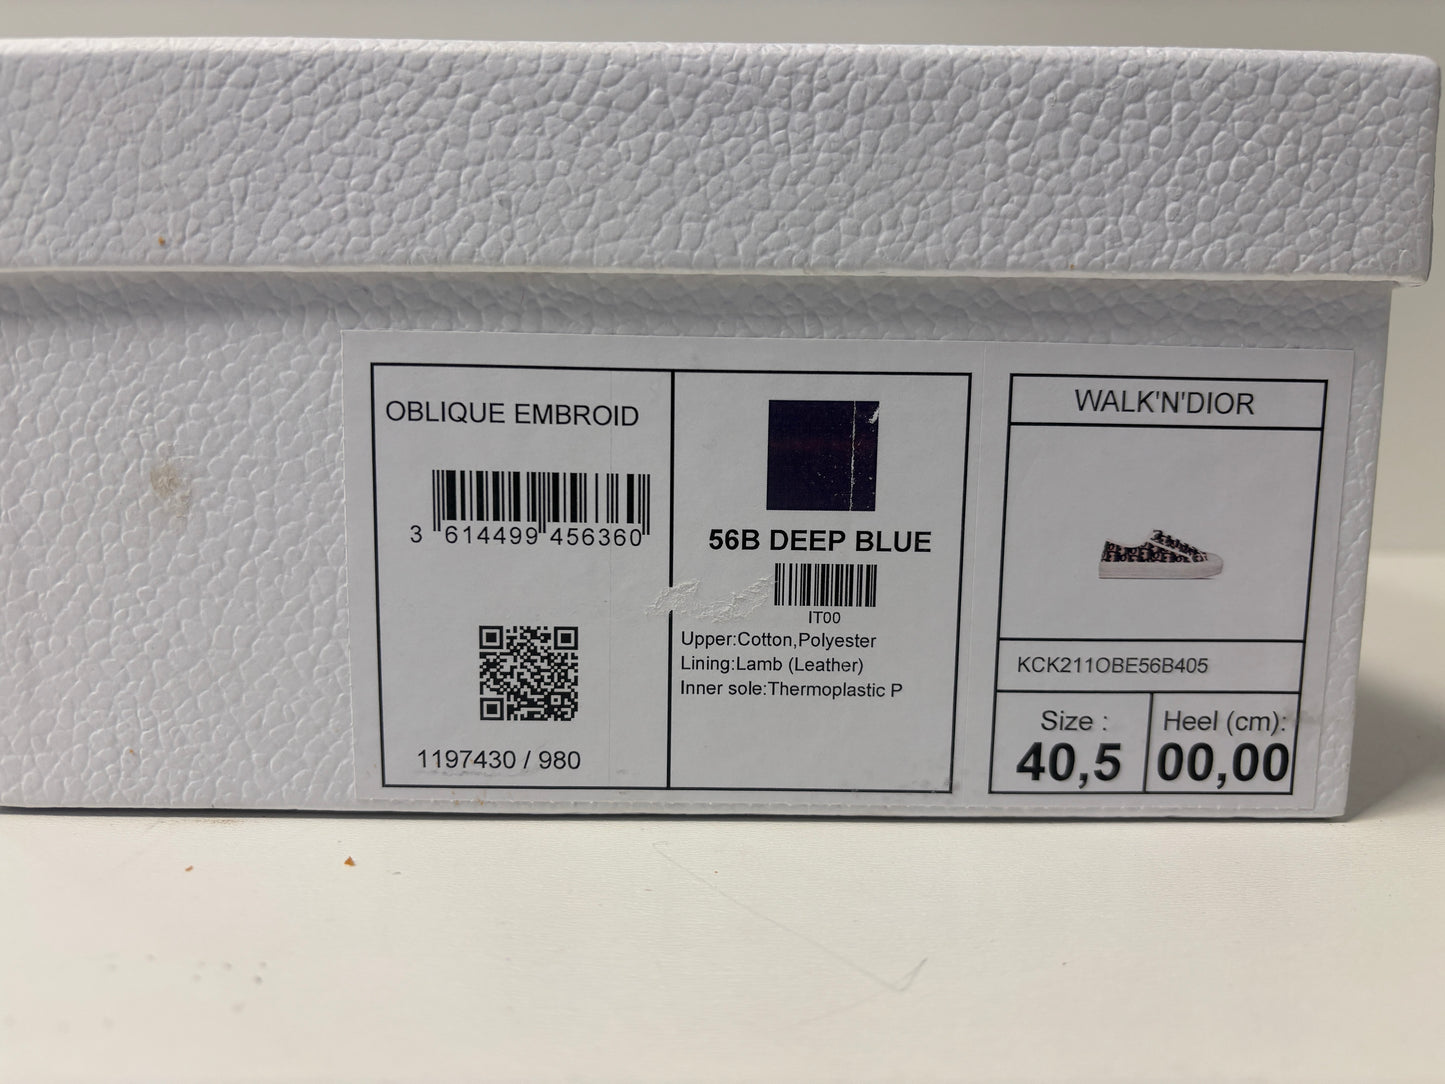 OBLIQUE EMBROID
3 614499 456360
1197430 / 980
56B DEEP BLUE
IT00
Upper:Cotton,Polyester
Lining:Lamb (Leather)
Inner sole:Thermoplastic P
WALK'N'DIOR
KCK211OBE56B405
Size :
40,5
Heel (cm):
00,00